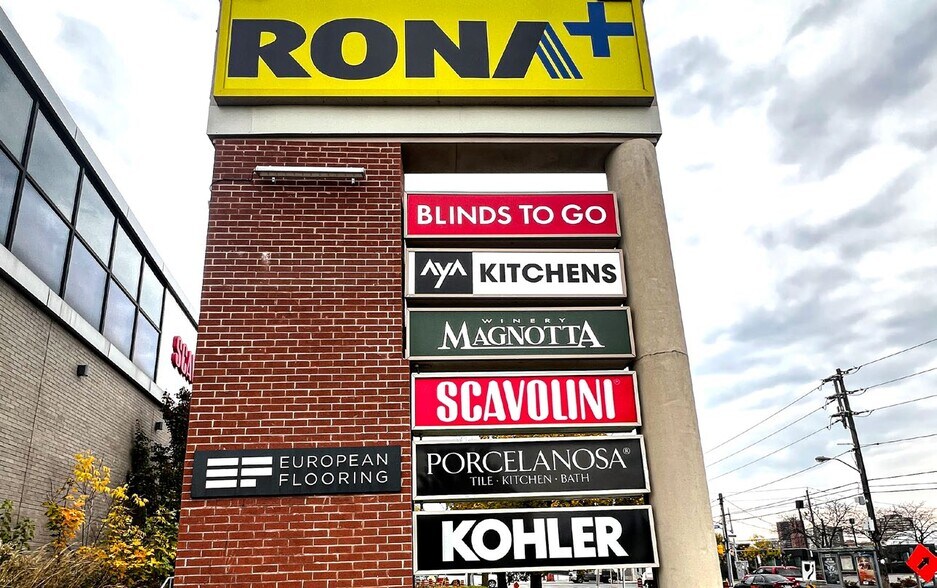 RONA+
BLINDS TO GO
AYA KITCHENS
WINERY
MAGNOTTA
SCAVOLINI
PORCELANOSA®
TILE · KITCHEN · BATH
EUROPEAN
FLOORING
KOHLER